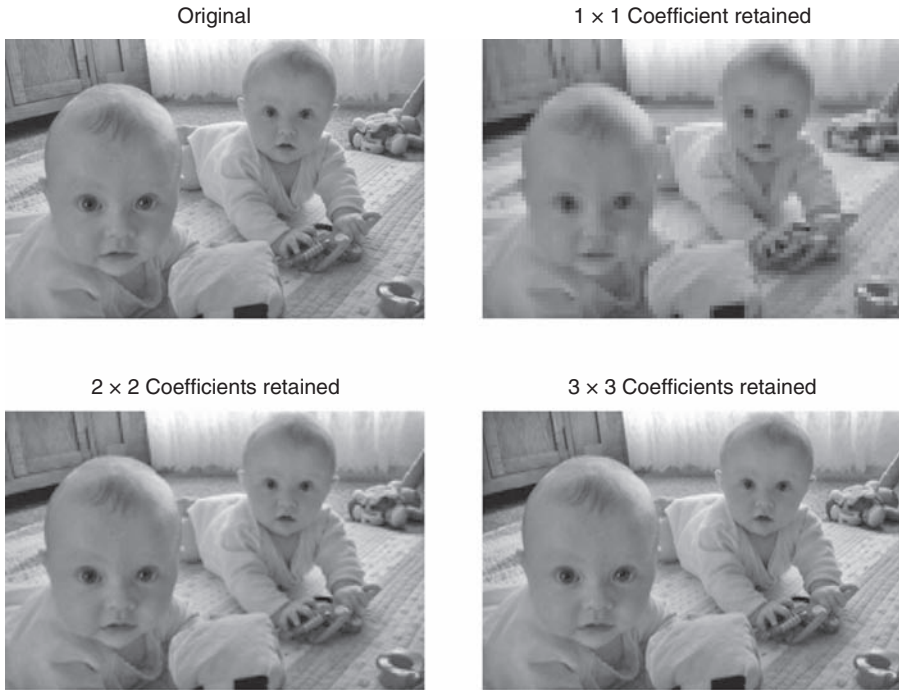 Original
1 × 1 Coefficient retained
2 × 2 Coefficients retained
3 × 3 Coefficients retained